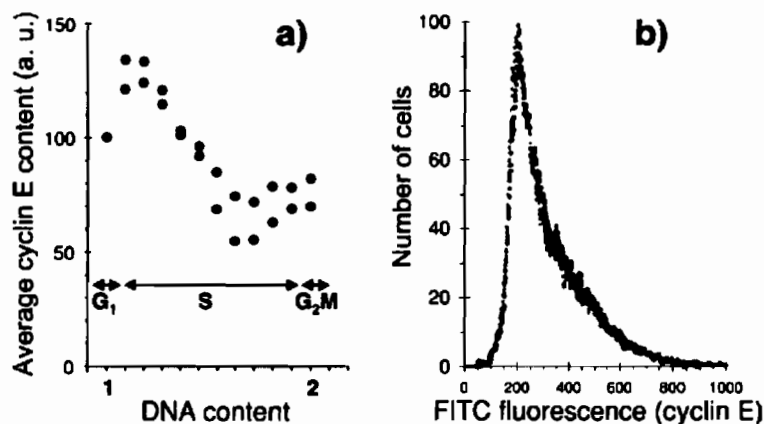 a)
Average cyclin E content (a. u.)
150
100
50
0
G₁
S
G₂M
1
2
DNA content
b)
Number of cells
100
80
60
40
20
0
0
200
400
600
800
1000
FITC fluorescence (cyclin E)